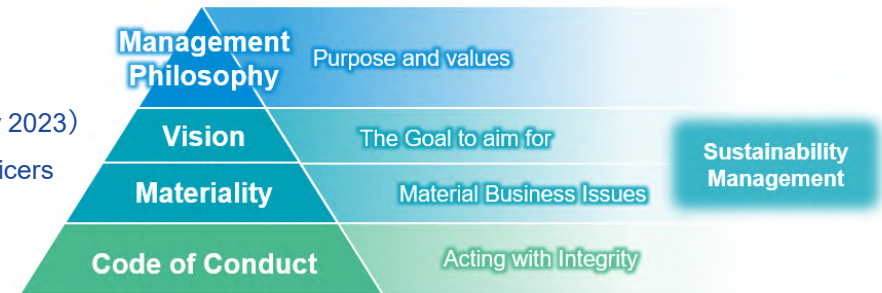 Management
Philosophy
Purpose and values
2023）
Vision
The Goal to aim for
Sustainability
Management
Materiality
Material Business Issues
Code of Conduct
Acting with Integrity